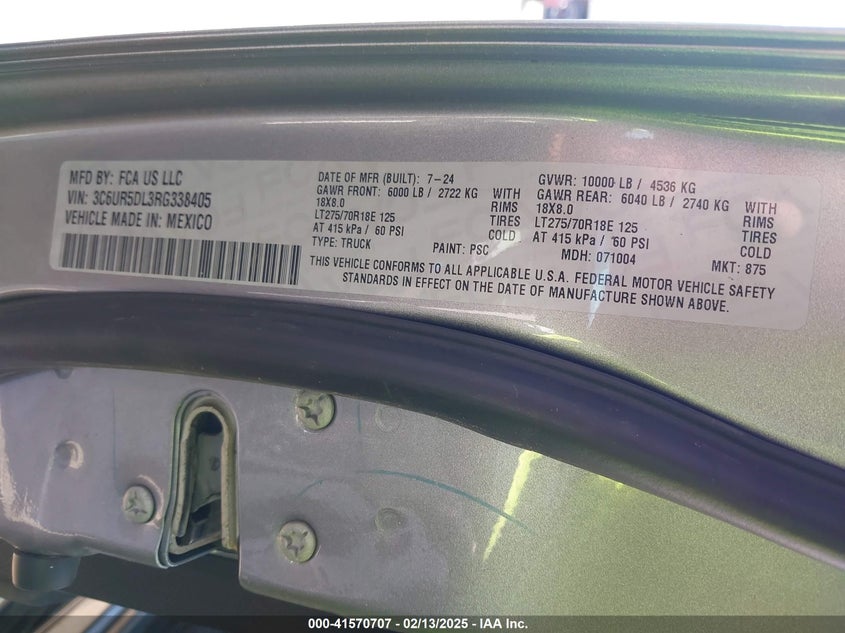 MFD BY: FCA US LLC
VIN: 3C6UR5DL3RG338405
VEHICLE MADE IN: MEXICO
DATE OF MFR (BUILT): 7-24
GAWR FRONT: 6000 LB / 2722 KG WITH
18X8.0 RIMS
LT275/70R18E 125 TIRES
AT 415 kPa / 60 PSI COLD
TYPE: TRUCK PAINT: PSC
GVWR: 10000 LB / 4536 KG
GAWR REAR: 6040 LB / 2740 KG WITH
18X8.0 RIMS
LT275/70R18E 125 TIRES
AT 415 kPa / 60 PSI COLD
MDH: 071004 MKT: 875
THIS VEHICLE CONFORMS TO ALL APPLICABLE U.S.A. FEDERAL MOTOR VEHICLE SAFETY
STANDARDS IN EFFECT ON THE DATE OF MANUFACTURE SHOWN ABOVE.
000-41570707 - 02/13/2025 - IAA Inc.